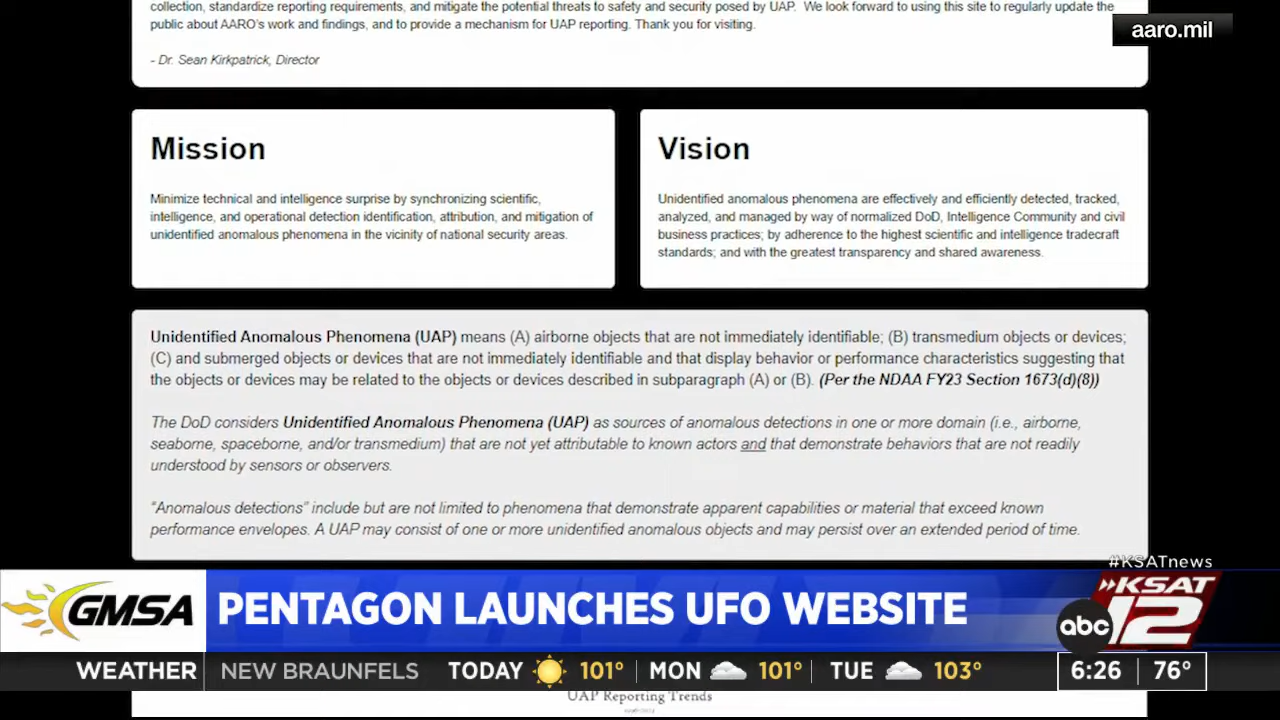 collection, standardize reporting requirements, and mitigate the potential threats to safety and security posed by UAP. We look forward to using this site to regularly update the
public about AARO's work and findings, and to provide a mechanism for UAP reporting. Thank you for visiting.
- Dr. Sean Kirkpatrick, Director
aaro.mil
Mission
Minimize technical and intelligence surprise by synchronizing scientific,
intelligence, and operational detection identification, attribution, and mitigation of
unidentified anomalous phenomena in the vicinity of national security areas.
Vision
Unidentified anomalous phenomena are effectively and efficiently detected, tracked,
analyzed, and managed by way of normalized DoD, Intelligence Community and civil
business practices; by adherence to the highest scientific and intelligence tradecraft
standards; and with the greatest transparency and shared awareness.
Unidentified Anomalous Phenomena (UAP) means (A) airborne objects that are not immediately identifiable; (B) transmedium objects or devices;
(C) and submerged objects or devices that are not immediately identifiable and that display behavior or performance characteristics suggesting that
the objects or devices may be related to the objects or devices described in subparagraph (A) or (B). (Per the NDAA FY23 Section 1673(d)(8))
The DoD considers Unidentified Anomalous Phenomena (UAP) as sources of anomalous detections in one or more domain (i.e., airborne,
seaborne, spaceborne, and/or transmedium) that are not yet attributable to known actors and that demonstrate behaviors that are not readily
understood by sensors or observers.
"Anomalous detections" include but are not limited to phenomena that demonstrate apparent capabilities or material that exceed known
performance envelopes. A UAP may consist of one or more unidentified anomalous objects and may persist over an extended period of time.
#KSATnews
GMSA
PENTAGON LAUNCHES UFO WEBSITE
KSAT
abc 12
WEATHER NEW BRAUNFELS TODAY 101° MON 101° TUE 103° 6:26 76°
UAP Reporting Trends